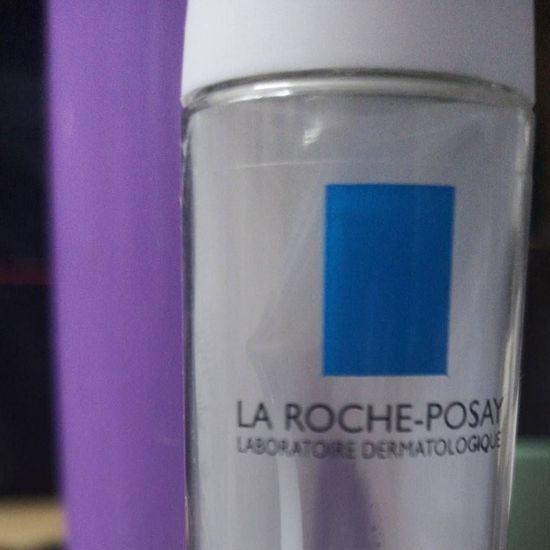 LA ROCHE-POSAY
LABORATOIRE DERMATOLOGIQUE